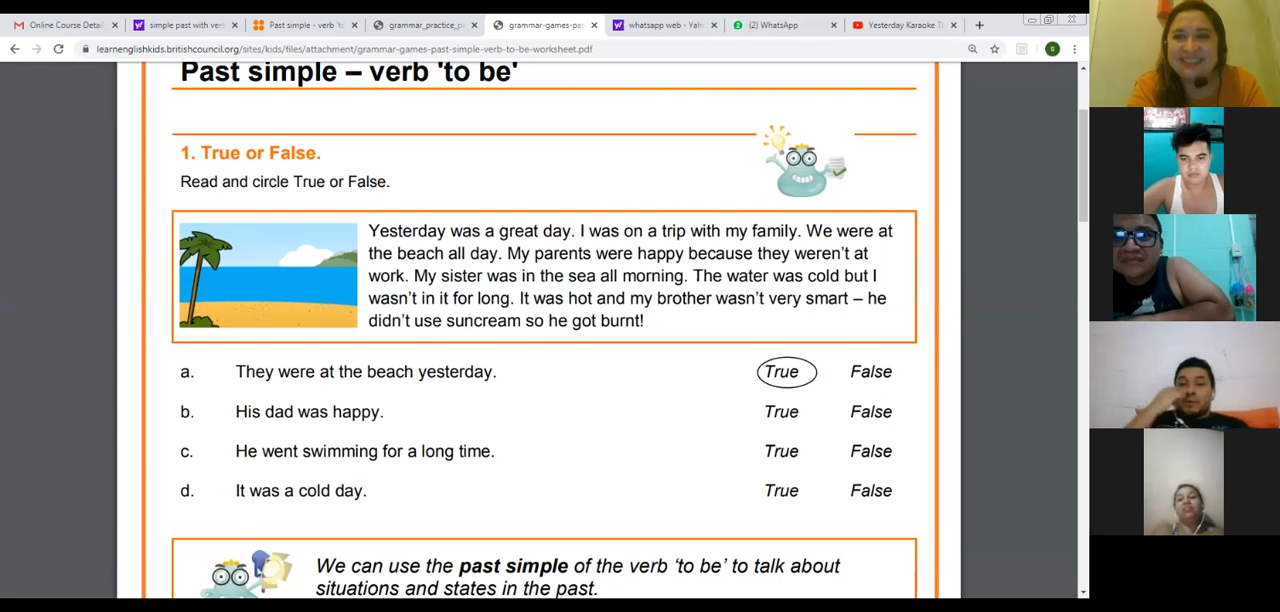 Online Course Detail
simple past with verb
Past simple - verb 'to
grammar_practice_pa
grammar-games-pas
whatsapp web - Yaho
(2) WhatsApp
Yesterday Karaoke Th
learnenglishkids.britishcouncil.org/sites/kids/files/attachment/grammar-games-past-simple-verb-to-be-worksheet.pdf
Past simple – verb 'to be'
1. True or False.
Read and circle True or False.
Yesterday was a great day. I was on a trip with my family. We were at
the beach all day. My parents were happy because they weren’t at
work. My sister was in the sea all morning. The water was cold but I
wasn’t in it for long. It was hot and my brother wasn’t very smart – he
didn’t use suncream so he got burnt!
a. They were at the beach yesterday. True False
b. His dad was happy. True False
c. He went swimming for a long time. True False
d. It was a cold day. True False
We can use the past simple of the verb ‘to be’ to talk about
situations and states in the past.